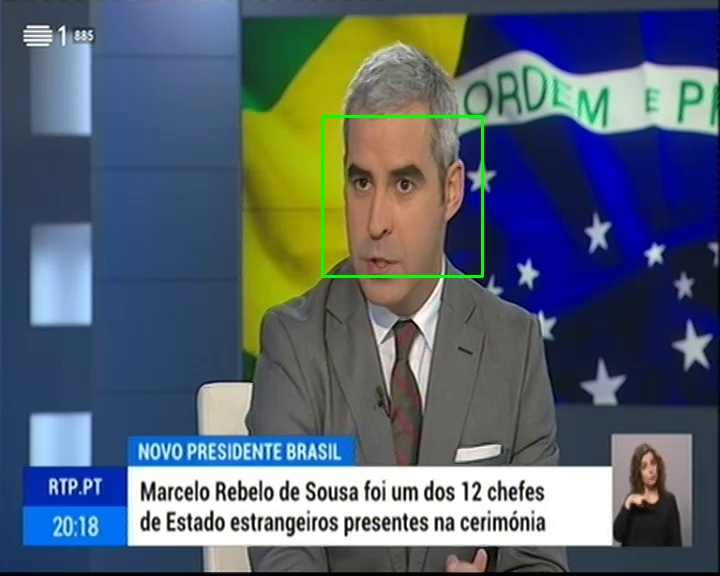 1 885
ORDEM E P
NOVO PRESIDENTE BRASIL
RTP.PT
Marcelo Rebelo de Sousa foi um dos 12 chefes
20:18
de Estado estrangeiros presentes na cerimónia